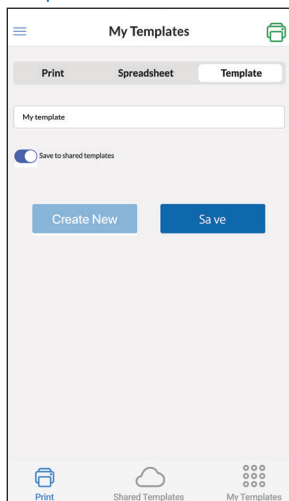 My Templates
Print Spreadsheet Template
My template
Save to shared templates
Create New Sa ve
Print Shared Templates My Templates